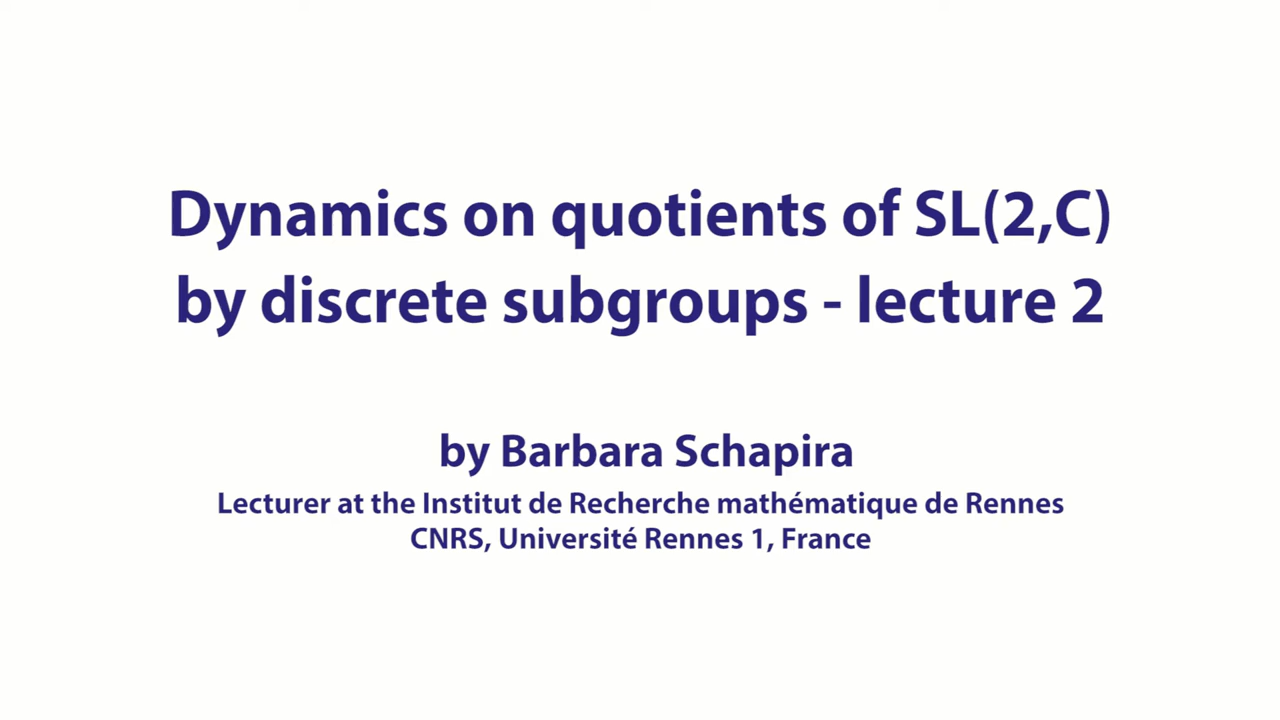 Dynamics on quotients of SL(2,C)
by discrete subgroups - lecture 2
by Barbara Schapira
Lecturer at the Institut de Recherche mathématique de Rennes
CNRS, Université Rennes 1, France